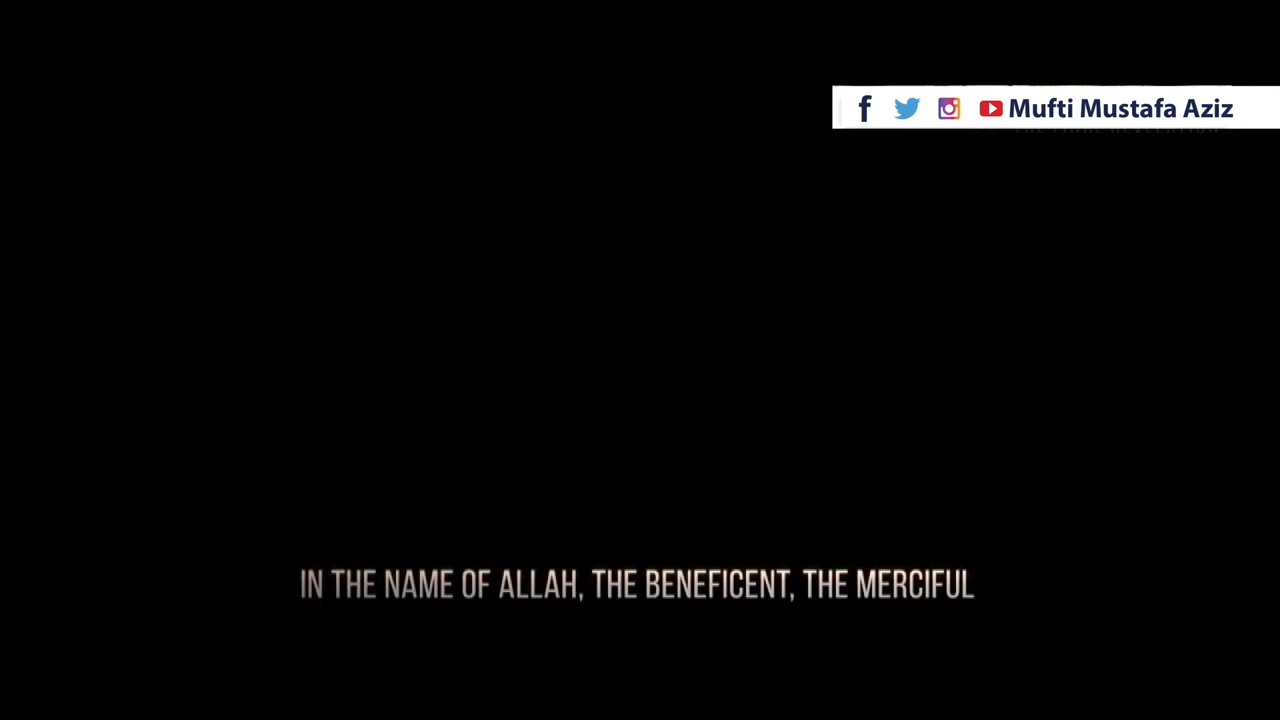 Mufti Mustafa Aziz
IN THE NAME OF ALLAH, THE BENEFICENT, THE MERCIFUL